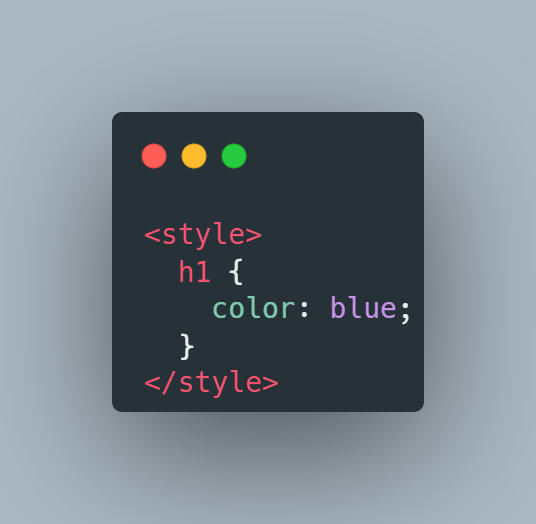 <style>
  h1 {
    color: blue;
  }
</style>